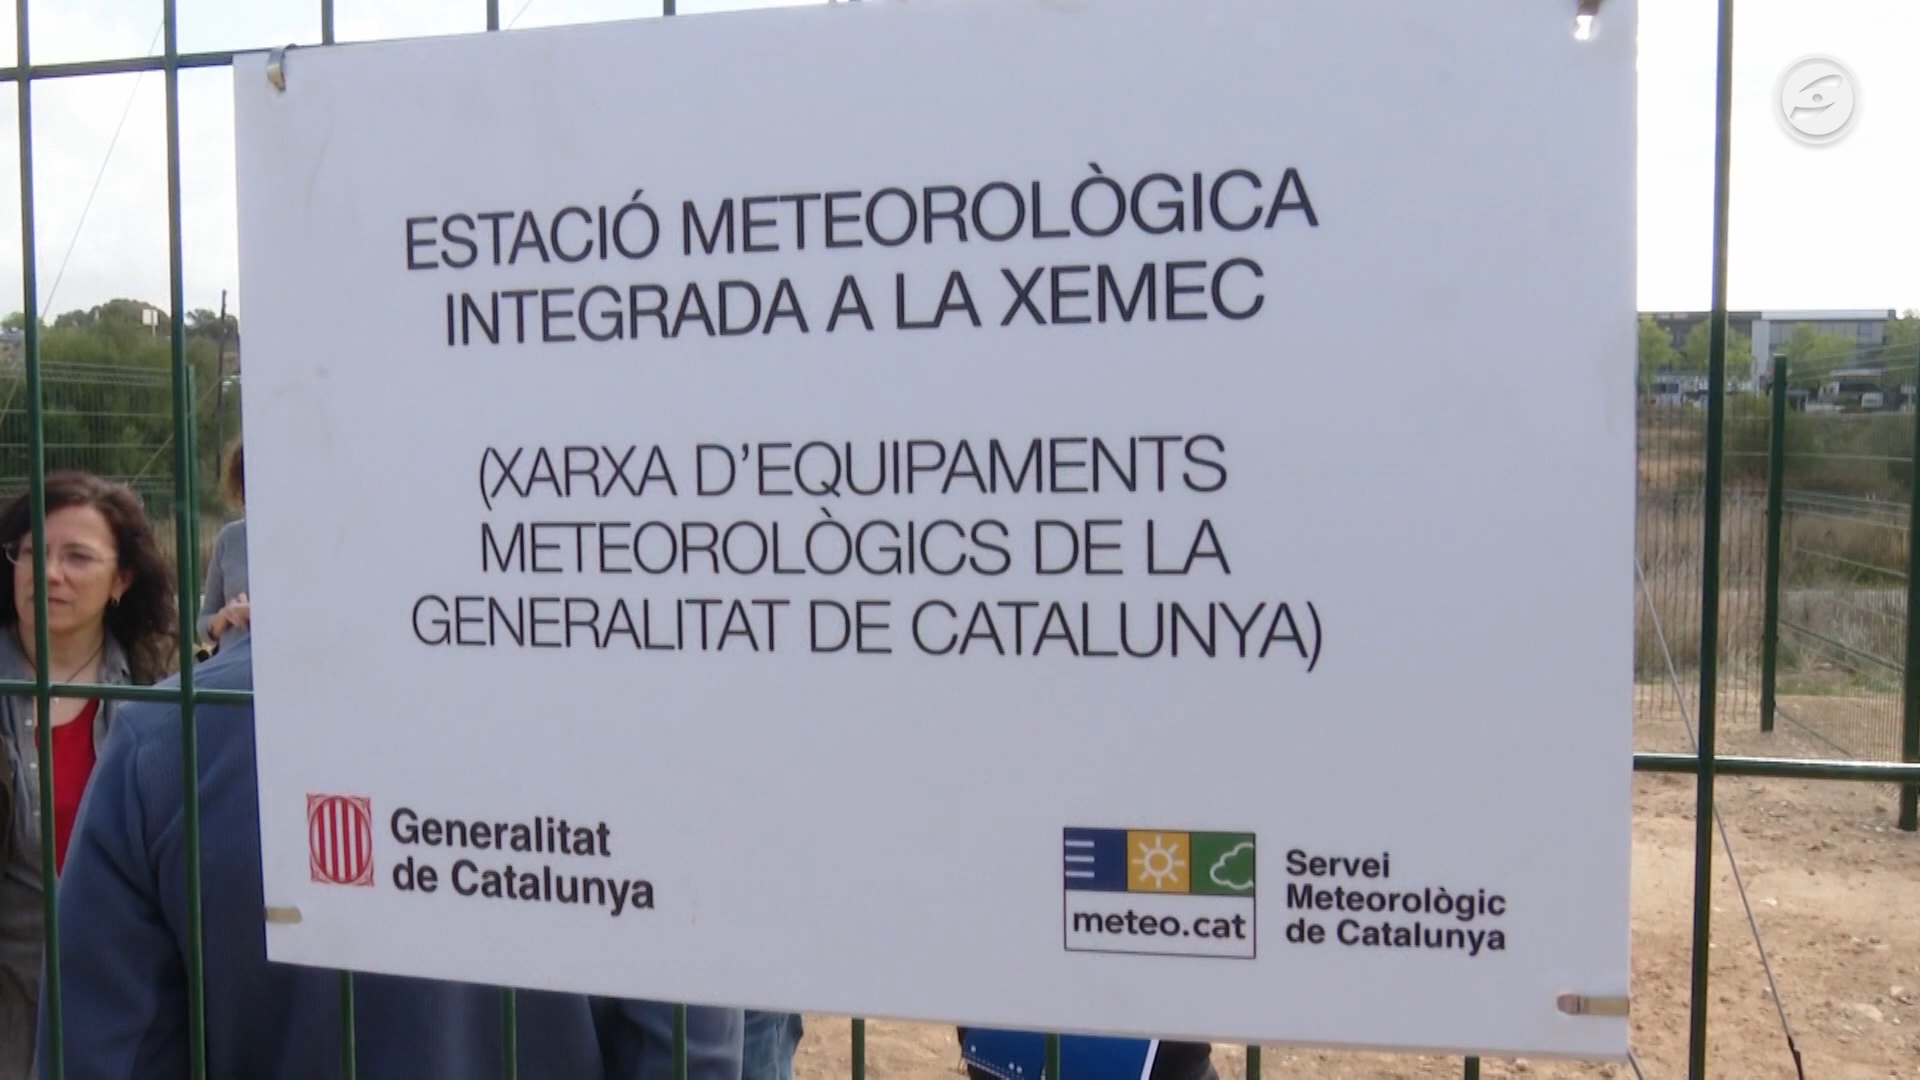 ESTACIÓ METEOROLÒGICA
INTEGRADA A LA XEMEC
(XARXA D'EQUIPAMENTS
METEOROLÒGICS DE LA
GENERALITAT DE CATALUNYA)
Generalitat
de Catalunya
meteo.cat
Servei
Meteorològic
de Catalunya